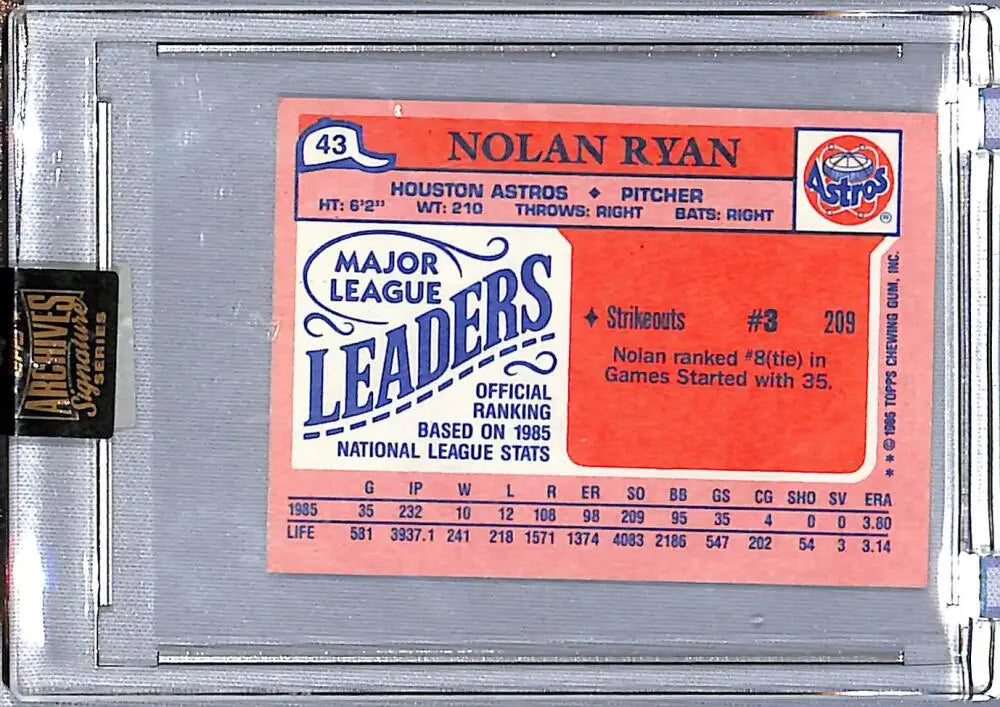 43
NOLAN RYAN
Astros
®
HOUSTON ASTROS ♦ PITCHER
HT: 6'2" WT: 210 THROWS: RIGHT BATS: RIGHT
MAJOR
LEAGUE
LEADERS
OFFICIAL
RANKING
BASED ON 1985
NATIONAL LEAGUE STATS
♦ Strikeouts #3 209
Nolan ranked #8(tie) in
Games Started with 35.
* * © 1986 TOPPS CHEWING GUM, INC.
G IP W L R ER SO BB GS CG SHO SV ERA
1985 35 232 10 12 108 98 209 95 35 4 0 0 3.80
LIFE 581 3937.1 241 218 1571 1374 4083 2186 547 202 54 3 3.14
ARCHIVES
Signature
SERIES